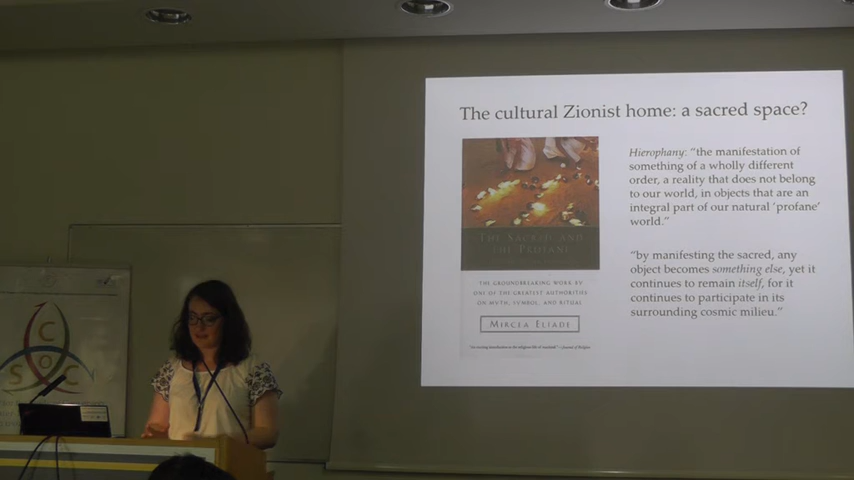 The cultural Zionist home: a sacred space?
Hierophany: “the manifestation of
something of a wholly different
order, a reality that does not belong
to our world, in objects that are an
integral part of our natural ‘profane’
world.”
“by manifesting the sacred, any
object becomes something else, yet it
continues to remain itself, for it
continues to participate in its
surrounding cosmic milieu.”
THE SACRED AND
THE PROFANE
THE GROUNDBREAKING WORK BY
ONE OF THE GREATEST AUTHORITIES
ON MYTH, SYMBOL, AND RITUAL
MIRCEA ELIADE
C
O
S C